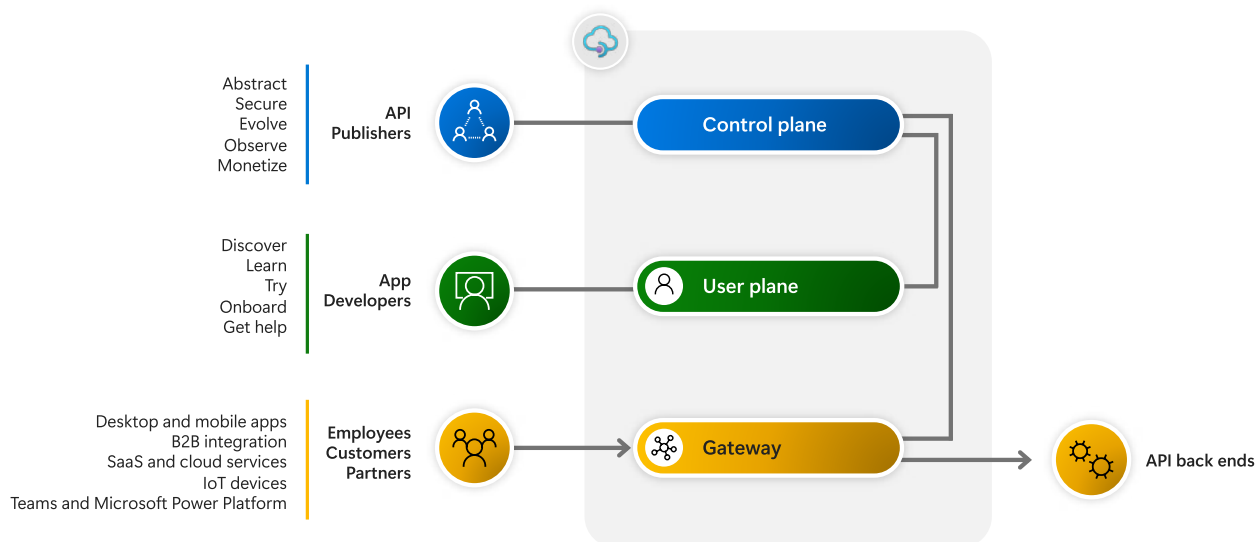 Abstract
Secure
Evolve
Observe
Monetize
API
Publishers
Control plane
Discover
Learn
Try
Onboard
Get help
App
Developers
User plane
Desktop and mobile apps
B2B integration
SaaS and cloud services
IoT devices
Teams and Microsoft Power Platform
Employees
Customers
Partners
Gateway
API back ends